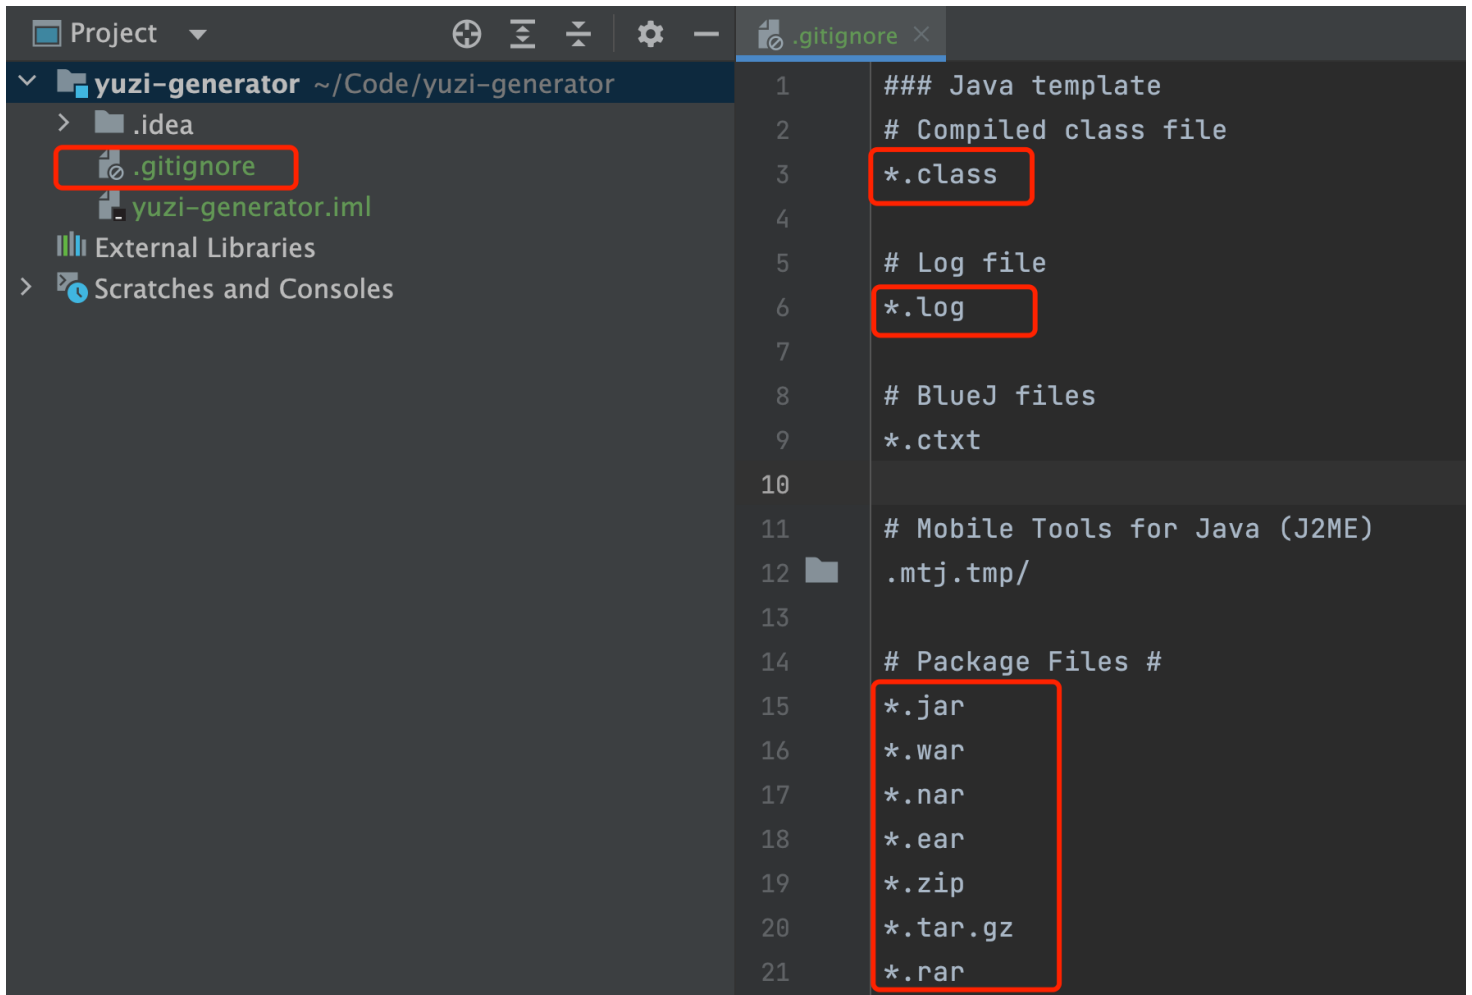 Project
yuzi-generator ~/Code/yuzi-generator
.idea
.gitignore
yuzi-generator.iml
External Libraries
Scratches and Consoles
.gitignore
1 ### Java template
2 # Compiled class file
3 *.class
4
5 # Log file
6 *.log
7
8 # BlueJ files
9 *.ctxt
10
11 # Mobile Tools for Java (J2ME)
12 .mtj.tmp/
13
14 # Package Files #
15 *.jar
16 *.war
17 *.nar
18 *.ear
19 *.zip
20 *.tar.gz
21 *.rar